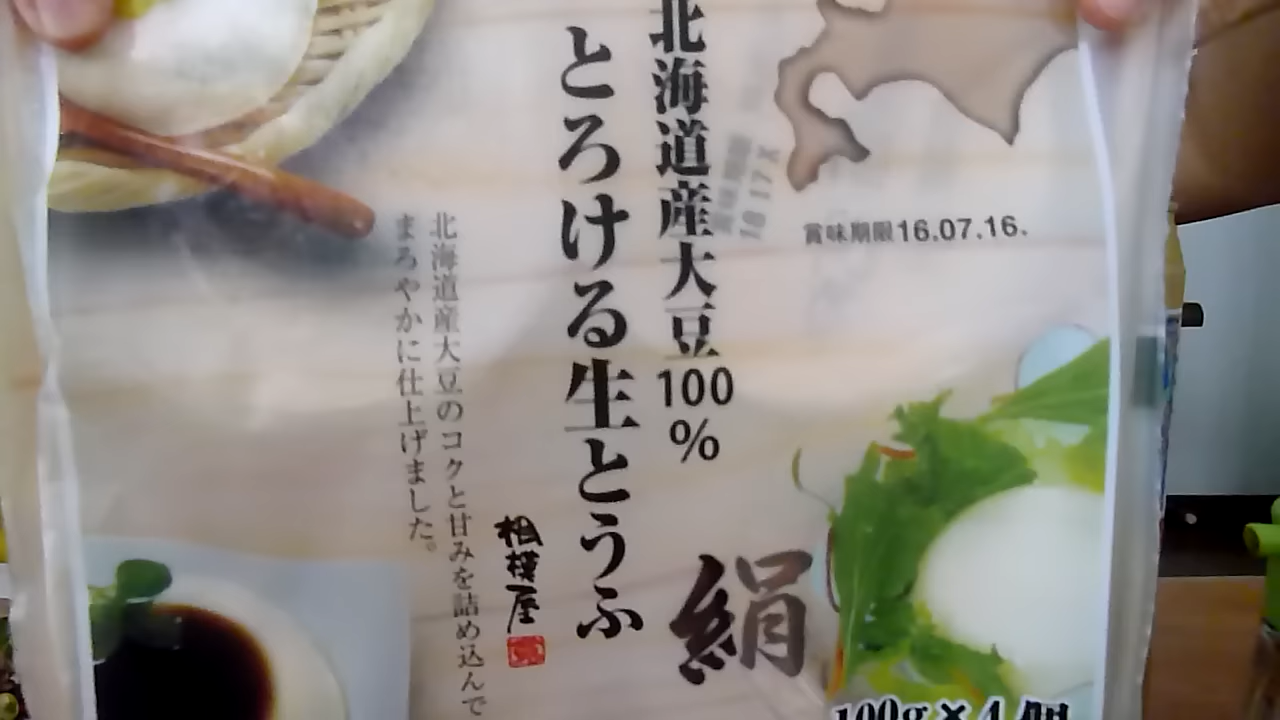 北海道産大豆100%
とろける生とうふ
絹
相模屋
北海道産大豆のコクと甘みを詰め込んで
まろやかに仕上げました。
賞味期限16.07.16.
100g×4個